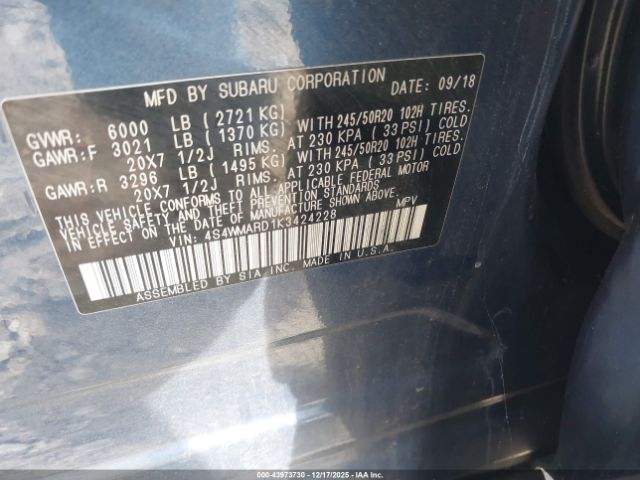 MFD BY SUBARU CORPORATION DATE: 09/18
GVWR: 6000 LB (2721 KG)
GAWR:F 3021 LB (1370 KG) WITH 245/50R20 102H TIRES.
20X7 1/2J RIMS. AT 230 KPA (33 PSI) COLD
GAWR:R 3296 LB (1495 KG) WITH 245/50R20 102H TIRES.
20X7 1/2J RIMS. AT 230 KPA (33 PSI) COLD
THIS VEHICLE CONFORMS TO ALL APPLICABLE FEDERAL MOTOR
VEHICLE SAFETY AND THEFT PREVENTION STANDARDS
IN EFFECT ON THE DATE OF MANUFACTURE SHOWN ABOVE.
VIN: 4S4WMARD1K3424228 MPV
ASSEMBLED BY SIA INC. MADE IN U.S.A.
000-43973730 - 12/17/2025 - IAA Inc.